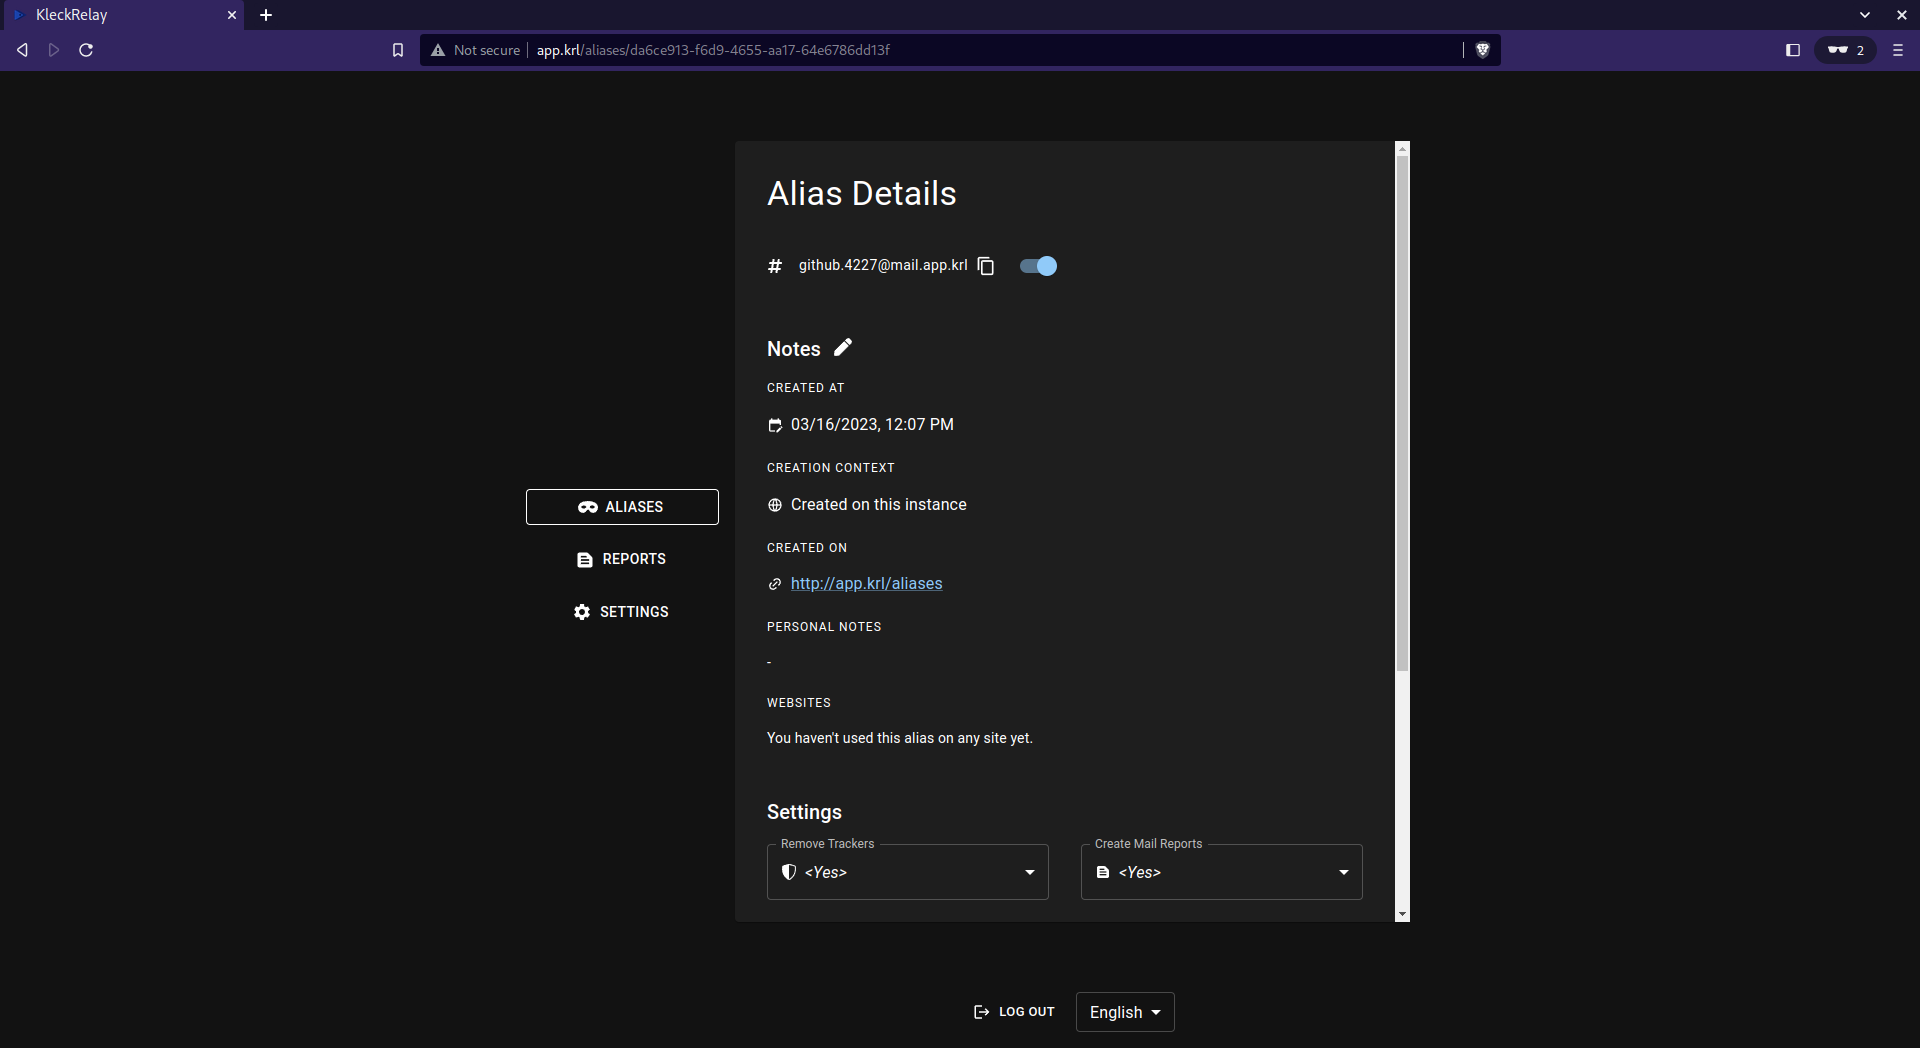 KleckRelay
Not secure
app.krl/aliases/da6ce913-f6d9-4655-aa17-64e6786dd13f
2
Alias Details
# github.4227@mail.app.krl
Notes
CREATED AT
03/16/2023, 12:07 PM
CREATION CONTEXT
Created on this instance
CREATED ON
http://app.krl/aliases
PERSONAL NOTES
-
WEBSITES
You haven't used this alias on any site yet.
Settings
Remove Trackers
<Yes>
Create Mail Reports
<Yes>
ALIASES
REPORTS
SETTINGS
LOG OUT
English